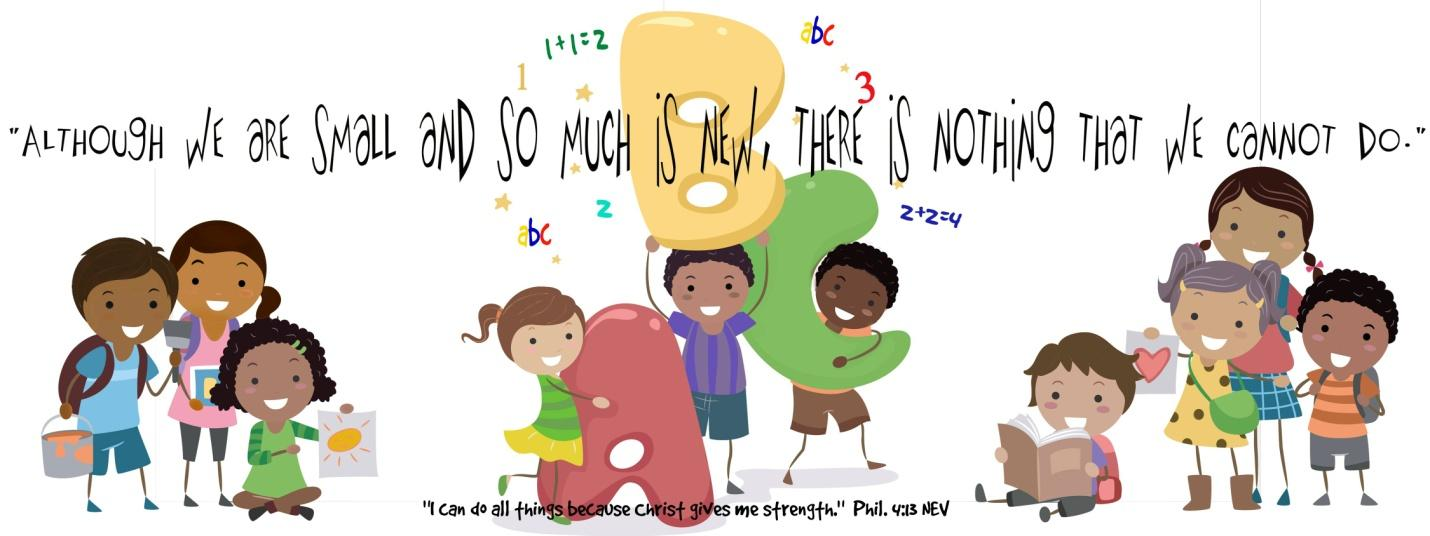 1+1=2
abc
1
3
"ALTHOUGH WE ARE SMALL AND SO MUCH IS NEW, THERE IS NOTHING THAT WE CANNOT DO."
2
2+2=4
abc
B
C
A
"I can do all things because Christ gives me strength." Phil. 4:13 NEV